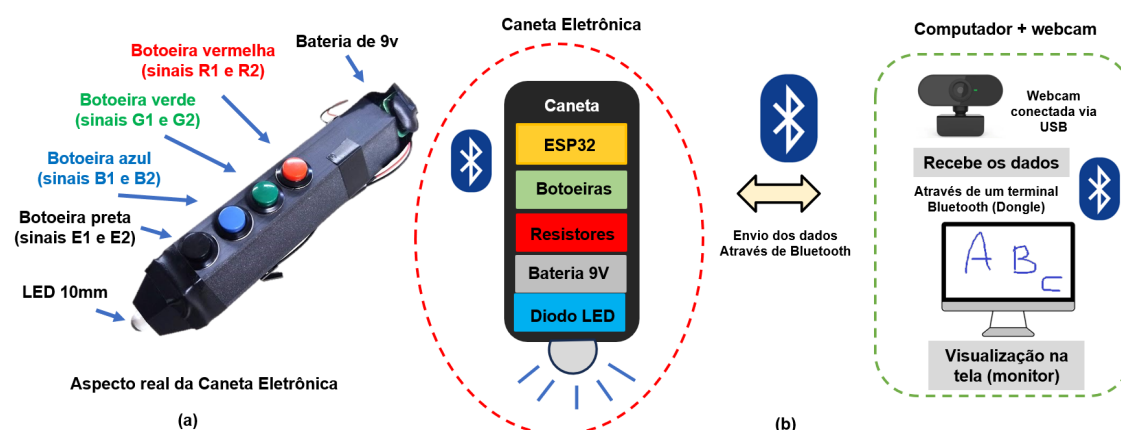 Botoeira vermelha
(sinais R1 e R2)
Bateria de 9v
Botoeira verde
(sinais G1 e G2)
Botoeira azul
(sinais B1 e B2)
Botoeira preta
(sinais E1 e E2)
LED 10mm
Aspecto real da Caneta Eletrônica
(a)
Caneta Eletrônica
Caneta
ESP32
Botoeiras
Resistores
Bateria 9V
Diodo LED
Envio dos dados
Através de Bluetooth
(b)
Computador + webcam
Webcam
conectada via
USB
Recebe os dados
Através de um terminal
Bluetooth (Dongle)
A B C
Visualização na
tela (monitor)